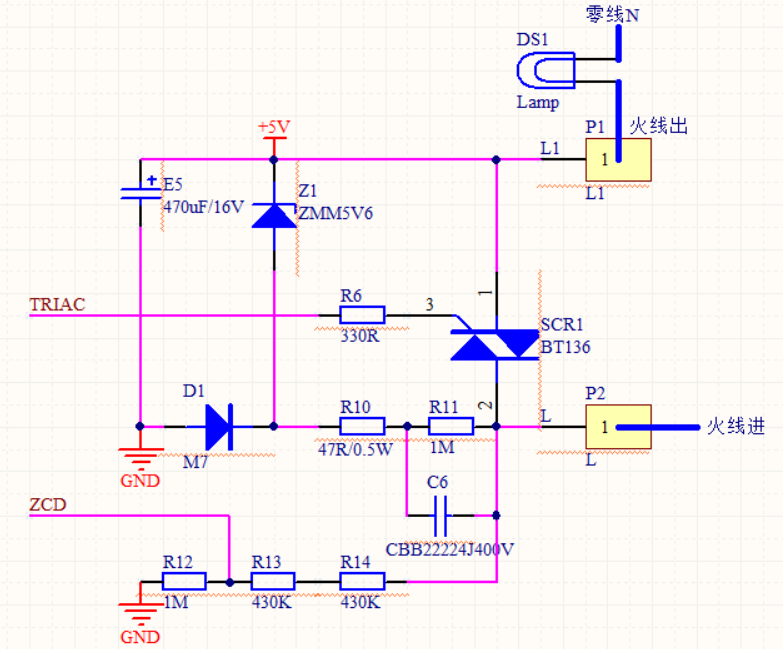 零线N
DS1
Lamp
P1
火线出
+5V
L1
1
L1
E5
470uF/16V
Z1
ZMM5V6
TRIAC
R6
330R
3
1
SCR1
BT136
D1
M7
R10
47R/0.5W
R11
1M
2
L
P2
1
火线进
L
GND
C6
CBB22224J400V
ZCD
R12
1M
R13
430K
R14
430K
GND